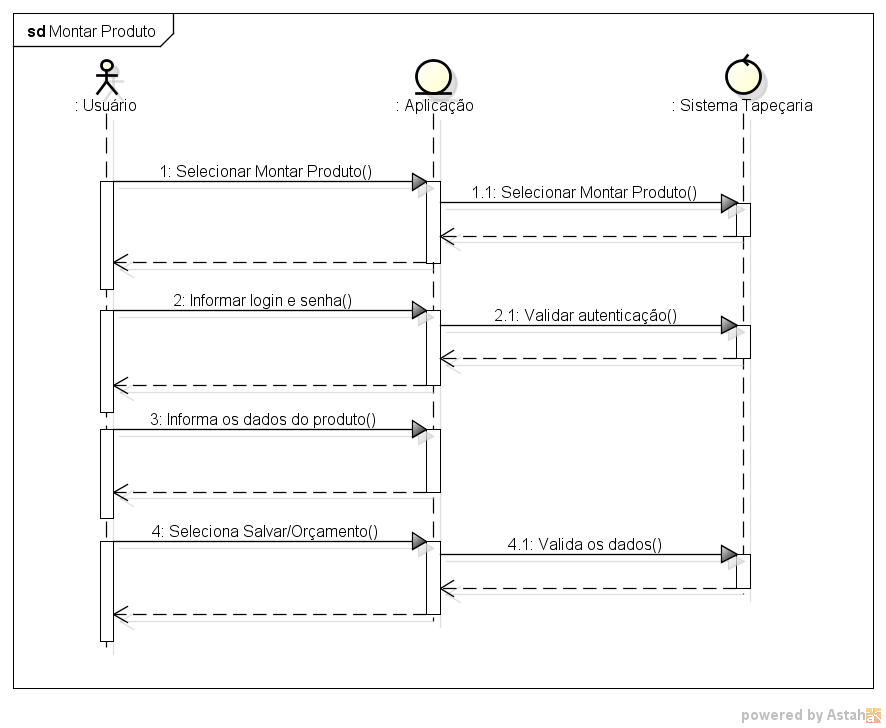 sd Montar Produto
: Usuário
: Aplicação
: Sistema Tapeçaria
1: Selecionar Montar Produto()
1.1: Selecionar Montar Produto()
2: Informar login e senha()
2.1: Validar autenticação()
3: Informa os dados do produto()
4: Seleciona Salvar/Orçamento()
4.1: Valida os dados()
powered by Astah